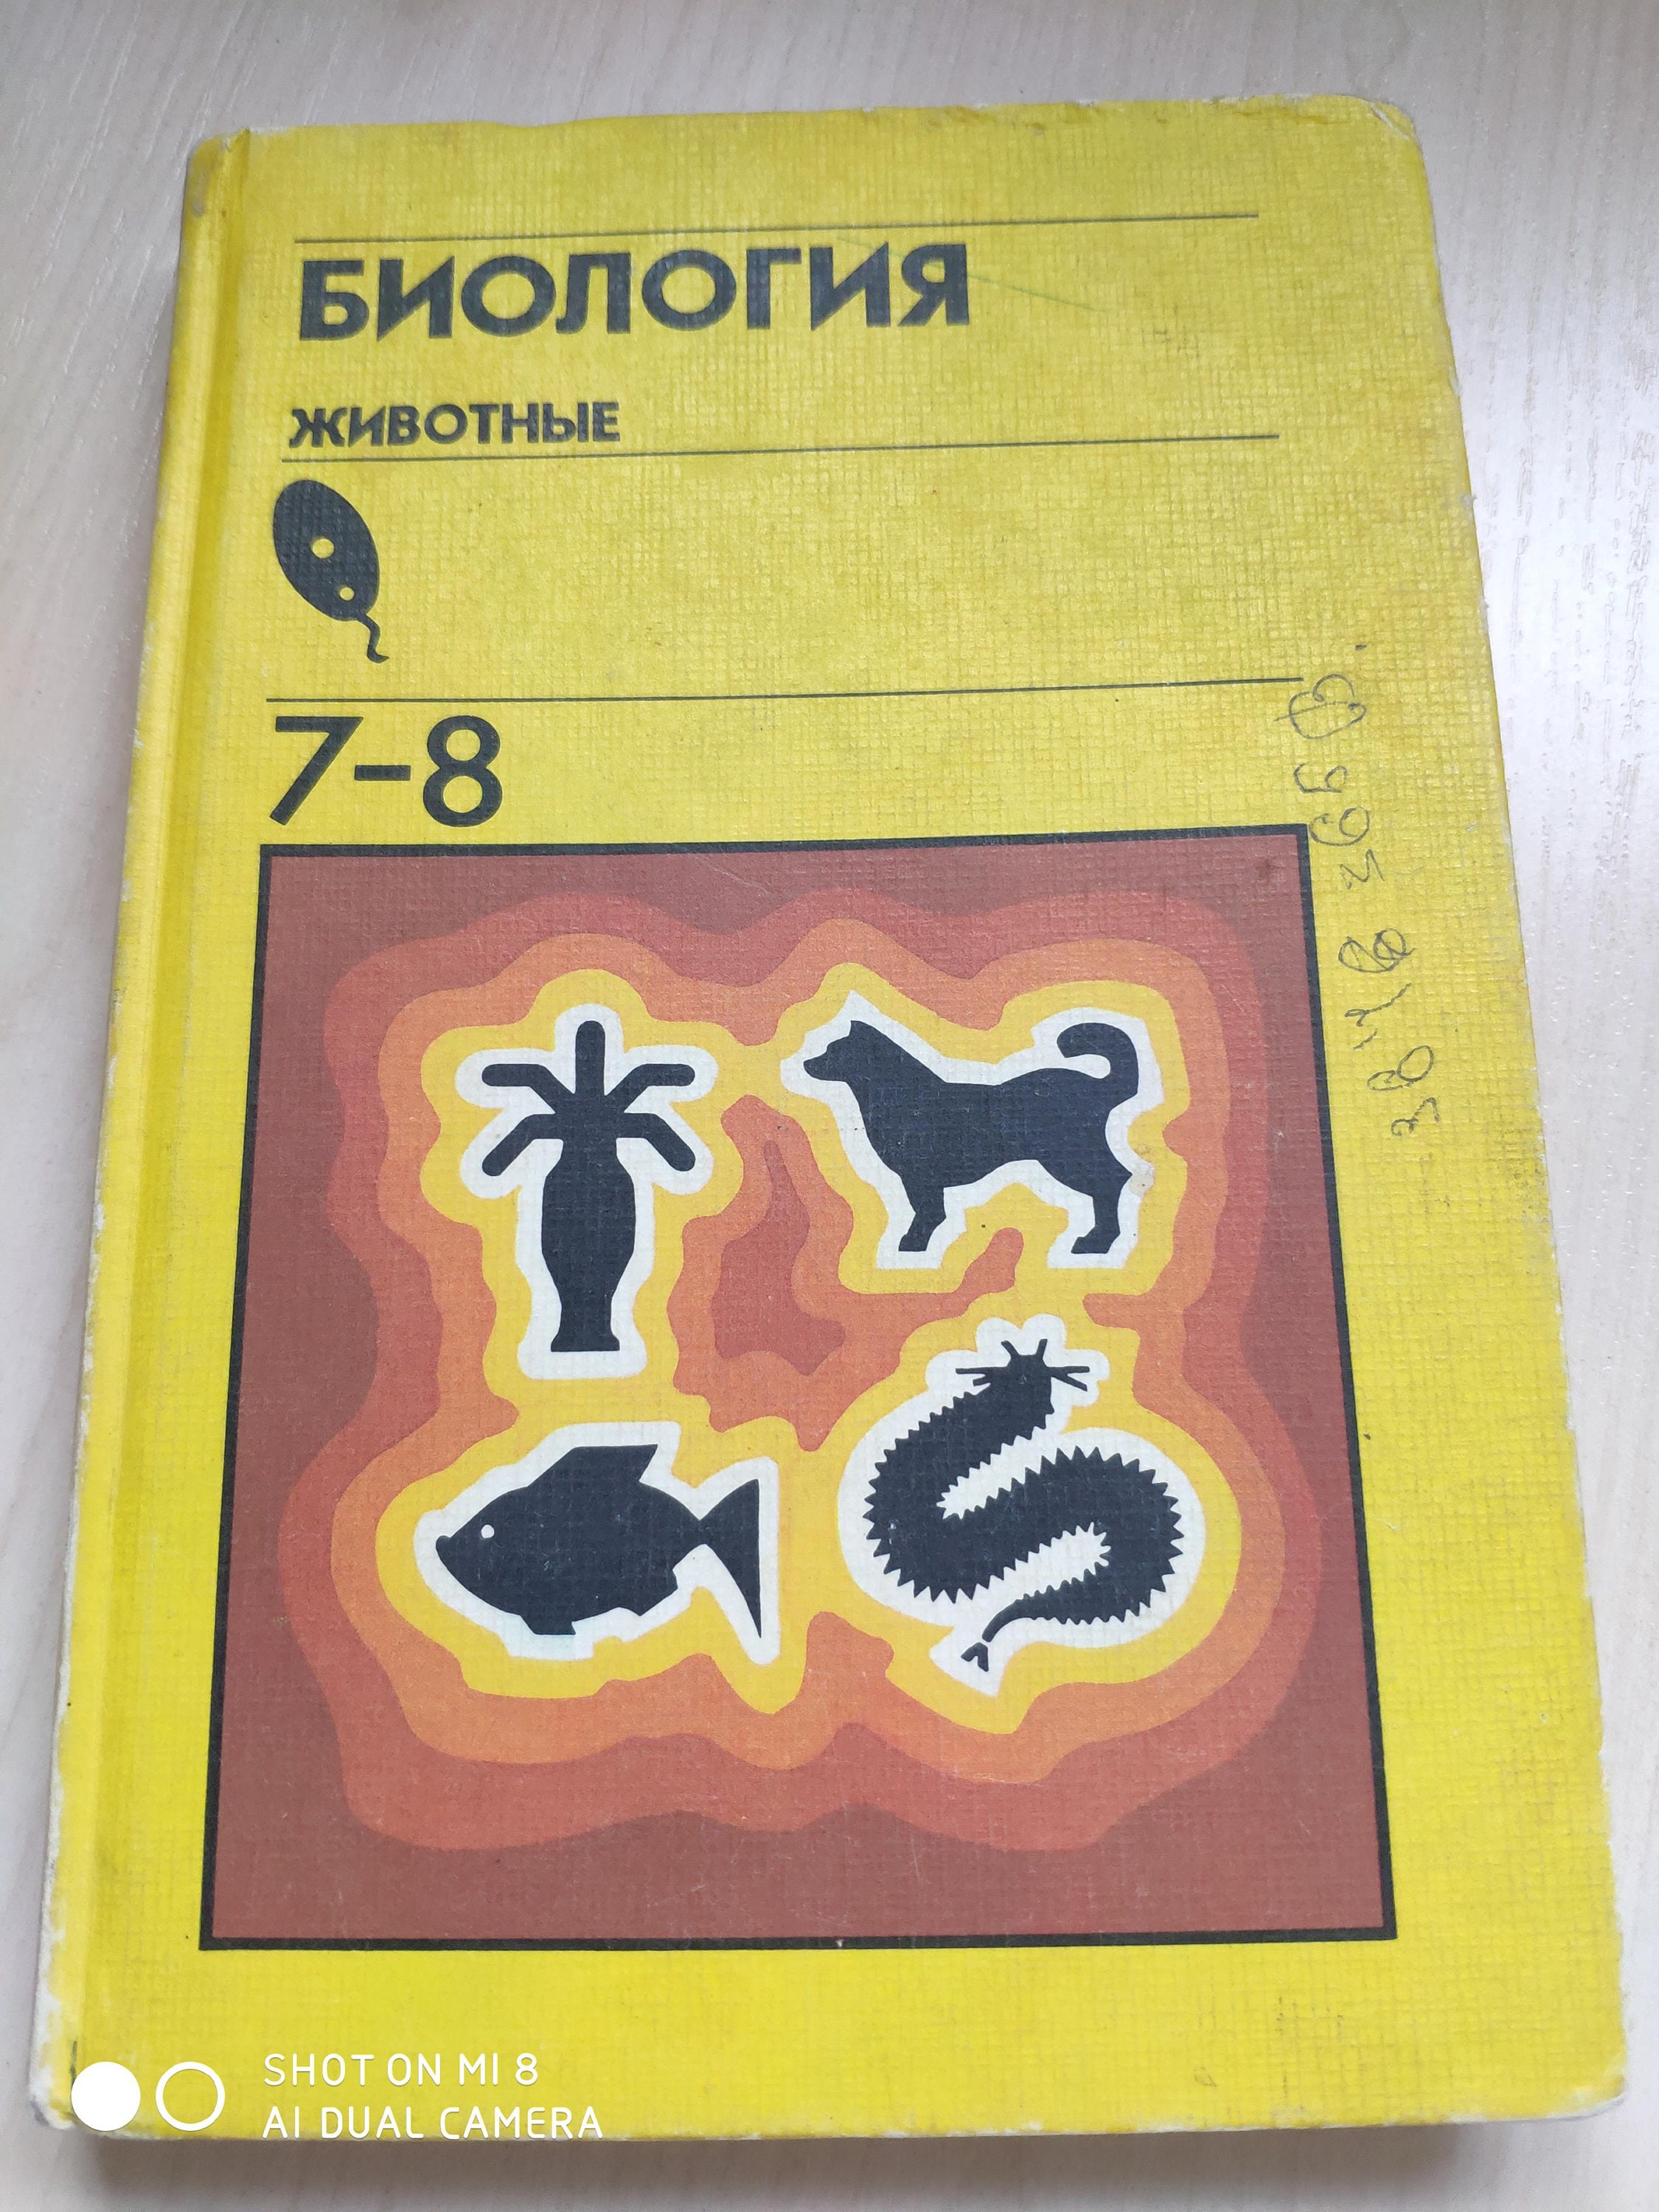 БИОЛОГИЯ
ЖИВОТНЫЕ
7-8
SHOT ON MI 8
AI DUAL CAMERA